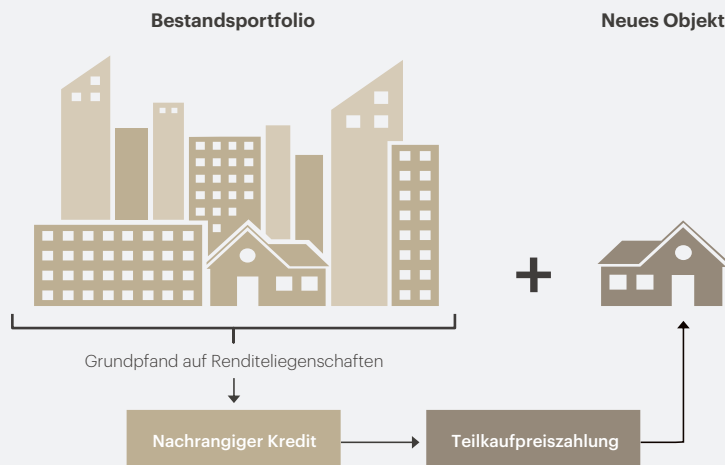 Bestandsportfolio
Neues Objekt
Grundpfand auf Renditeliegenschaften
Nachrangiger Kredit
Teilkaufpreiszahlung